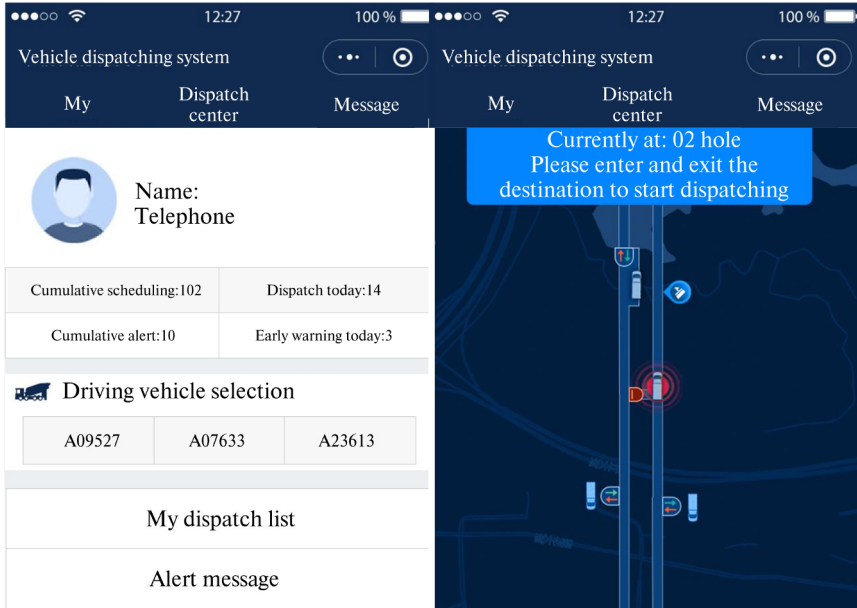 12:27
100 %
Vehicle dispatching system
My
Dispatch
center
Message
Name:
Telephone
Cumulative scheduling:102
Dispatch today:14
Cumulative alert:10
Early warning today:3
Driving vehicle selection
A09527
A07633
A23613
My dispatch list
Alert message
12:27
100 %
Vehicle dispatching system
My
Dispatch
center
Message
Currently at: 02 hole
Please enter and exit the
destination to start dispatching